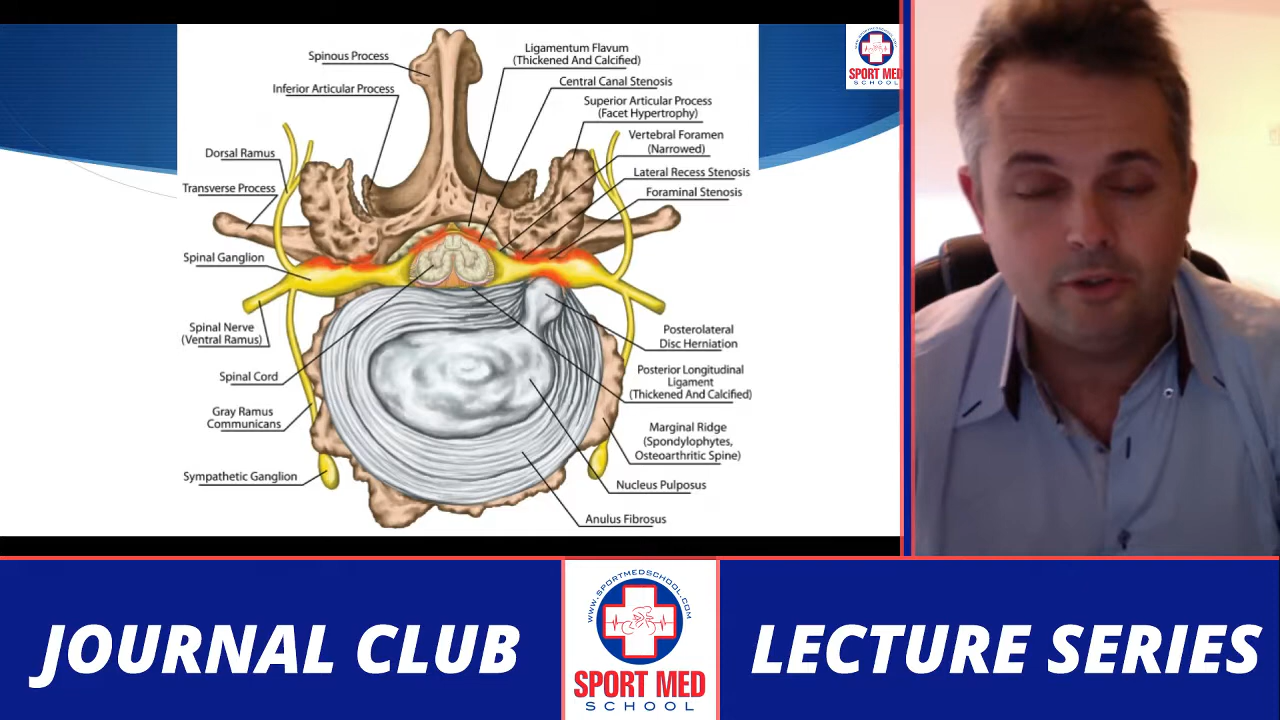 Spinous Process
Inferior Articular Process
Dorsal Ramus
Transverse Process
Spinal Ganglion
Spinal Nerve
(Ventral Ramus)
Spinal Cord
Gray Ramus
Communicans
Sympathetic Ganglion
Ligamentum Flavum
(Thickened And Calcified)
Central Canal Stenosis
Superior Articular Process
(Facet Hypertrophy)
Vertebral Foramen
(Narrowed)
Lateral Recess Stenosis
Foraminal Stenosis
Posterolateral
Disc Herniation
Posterior Longitudinal
Ligament
(Thickened And Calcified)
Marginal Ridge
(Spondylophytes,
Osteoarthritic Spine)
Nucleus Pulposus
Anulus Fibrosus
SPORT MED
SCHOOL
JOURNAL CLUB
WWW.SPORTMEDSCHOOL.COM
SPORT MED
SCHOOL
LECTURE SERIES